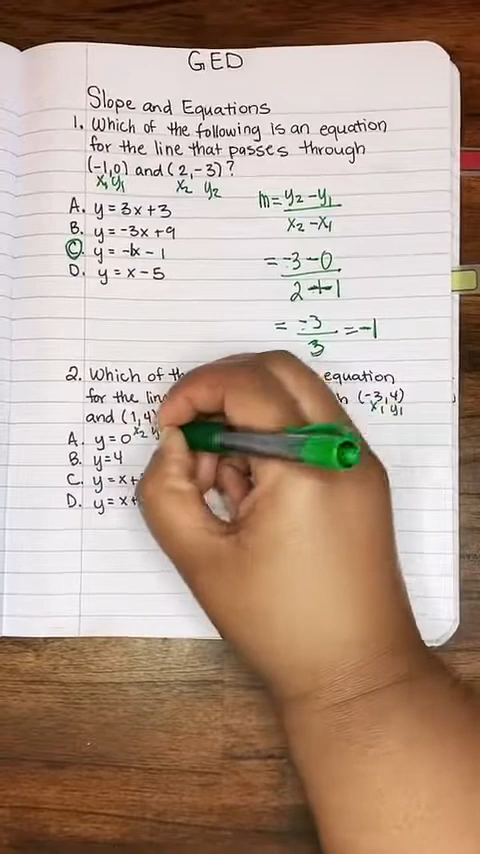 GED
Slope and Equations
1. Which of the following is an equation
for the line that passes through
(-1,0) and (2,-3)?
x₁ y₁ x₂ y₂
A. y = 3x + 3
B. y = -3x + 9
C. y = -1x - 1
D. y = x - 5
m = y₂ - y₁
x₂ - x₁
= -3 - 0
2 - + 1
= -3 = -1
3
2. Which of equation
for the (-3,4)
x₁ y₁
and (1,4)
x₂
A. y = 0
B. y = 4
C. y = x +
D. y = x +